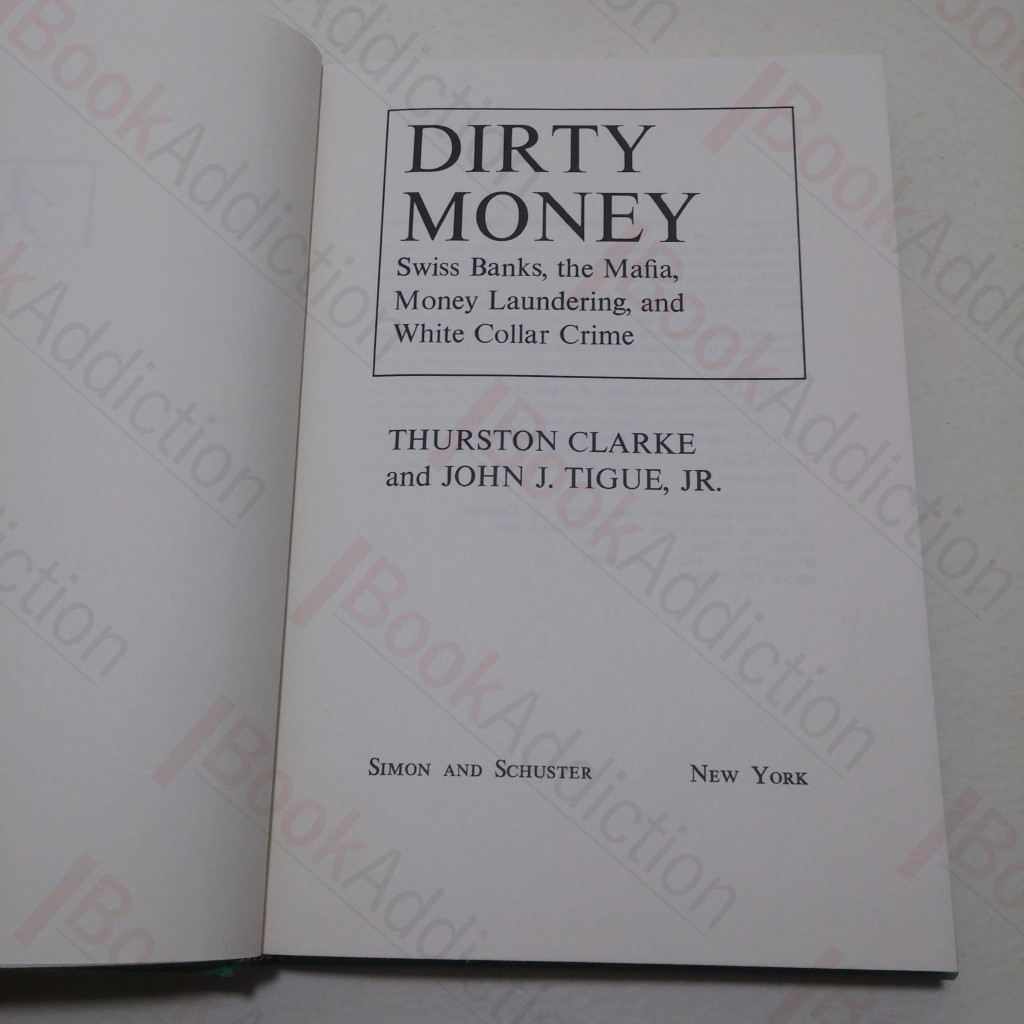 DIRTY
MONEY
Swiss Banks, the Mafia,
Money Laundering, and
White Collar Crime
THURSTON CLARKE
and JOHN J. TIGUE, JR.
SIMON AND SCHUSTER NEW YORK
BookAddiction